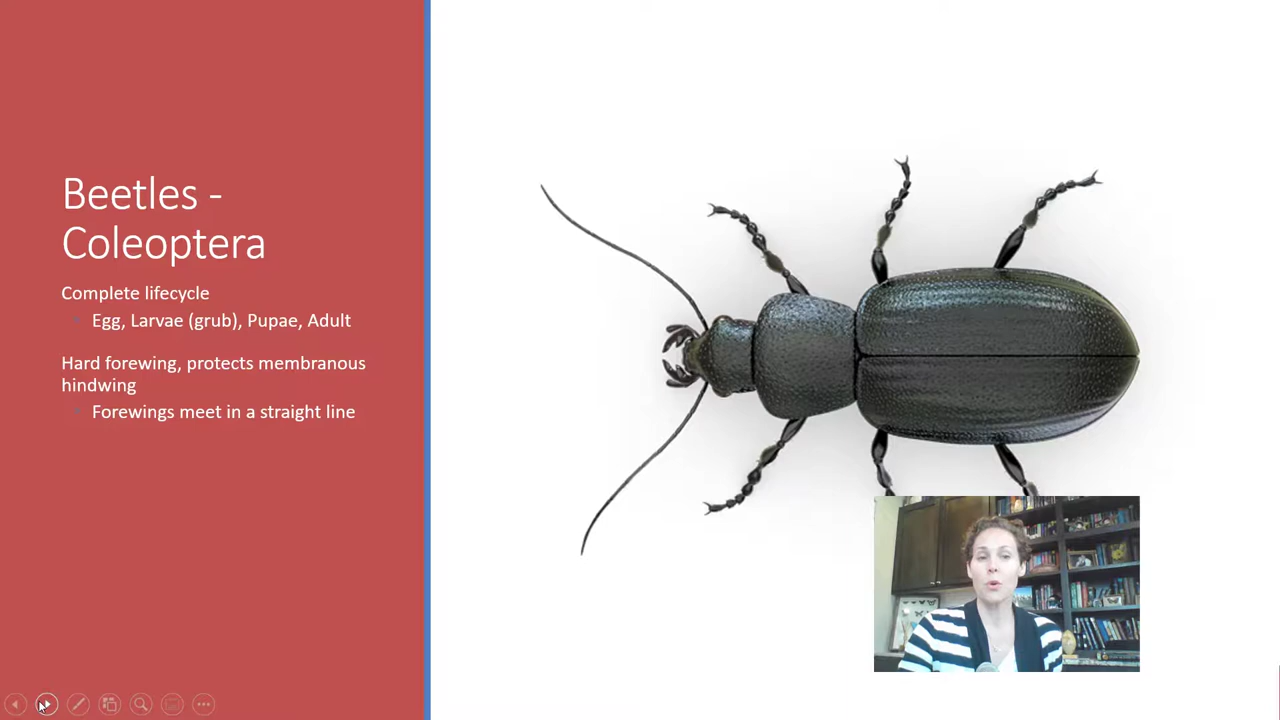 Beetles -
Coleoptera
Complete lifecycle
Egg, Larvae (grub), Pupae, Adult
Hard forewing, protects membranous
hindwing
Forewings meet in a straight line